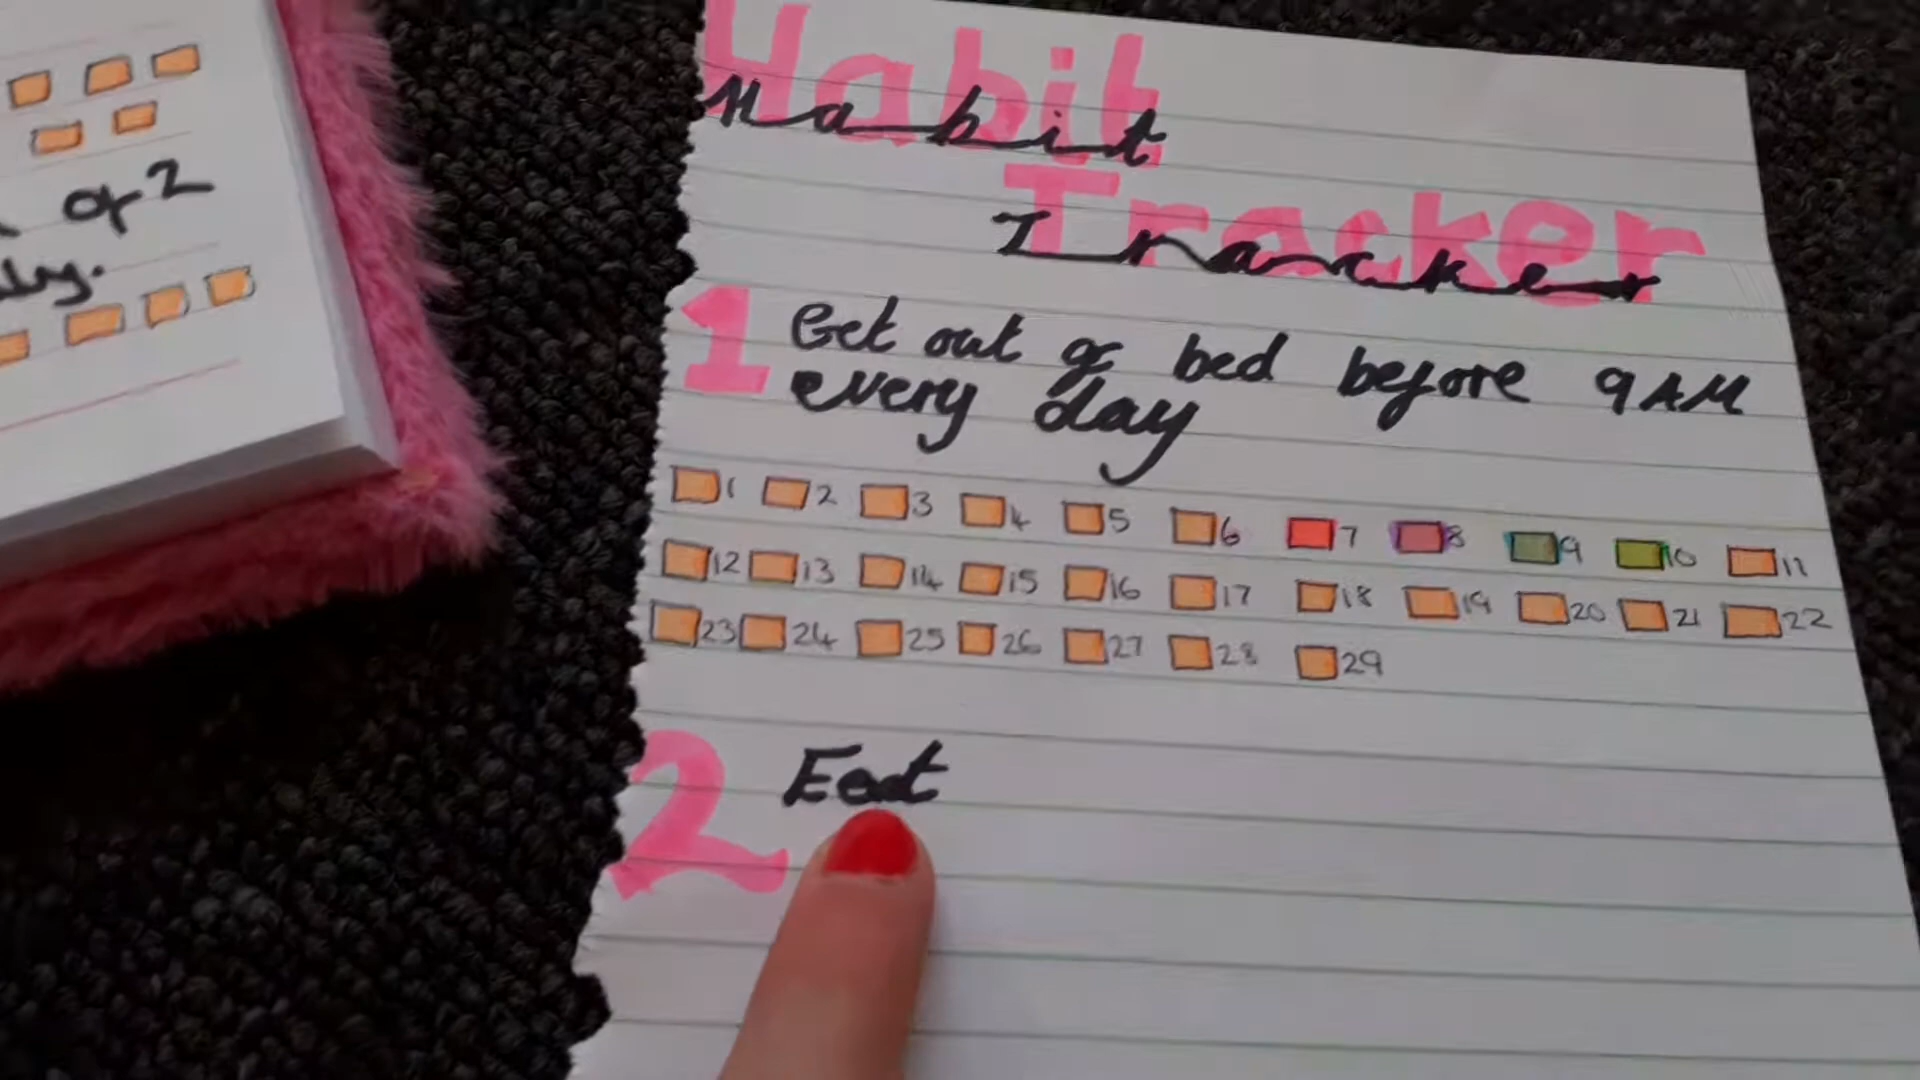 of 2
Habit
Habit
Tracker
Tracker
1 Get out of bed before 9AM
every day
1 2 3 4 5 6 7 8 9 10 11
12 13 14 15 16 17 18 19 20 21 22
23 24 25 26 27 28 29
2 Eat